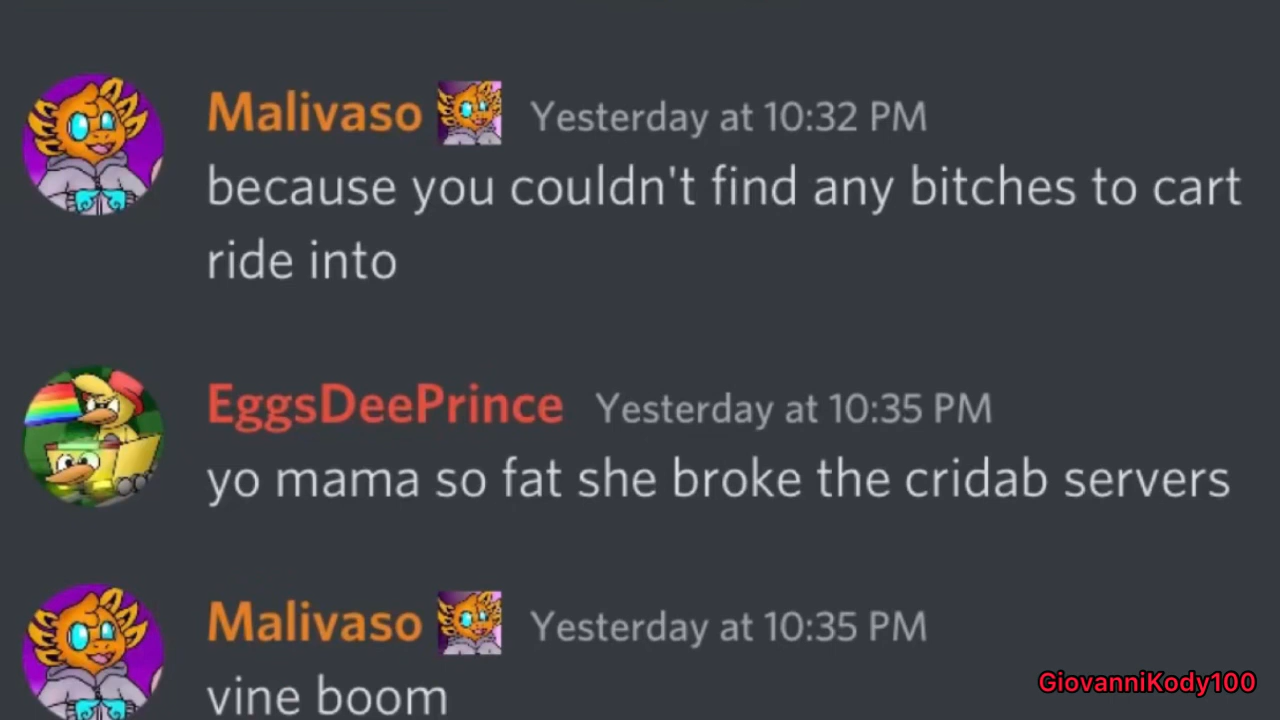 Malivaso Yesterday at 10:32 PM
because you couldn't find any bitches to cart
ride into
EggsDeePrince Yesterday at 10:35 PM
yo mama so fat she broke the cridab servers
Malivaso Yesterday at 10:35 PM
vine boom
GiovanniKody100